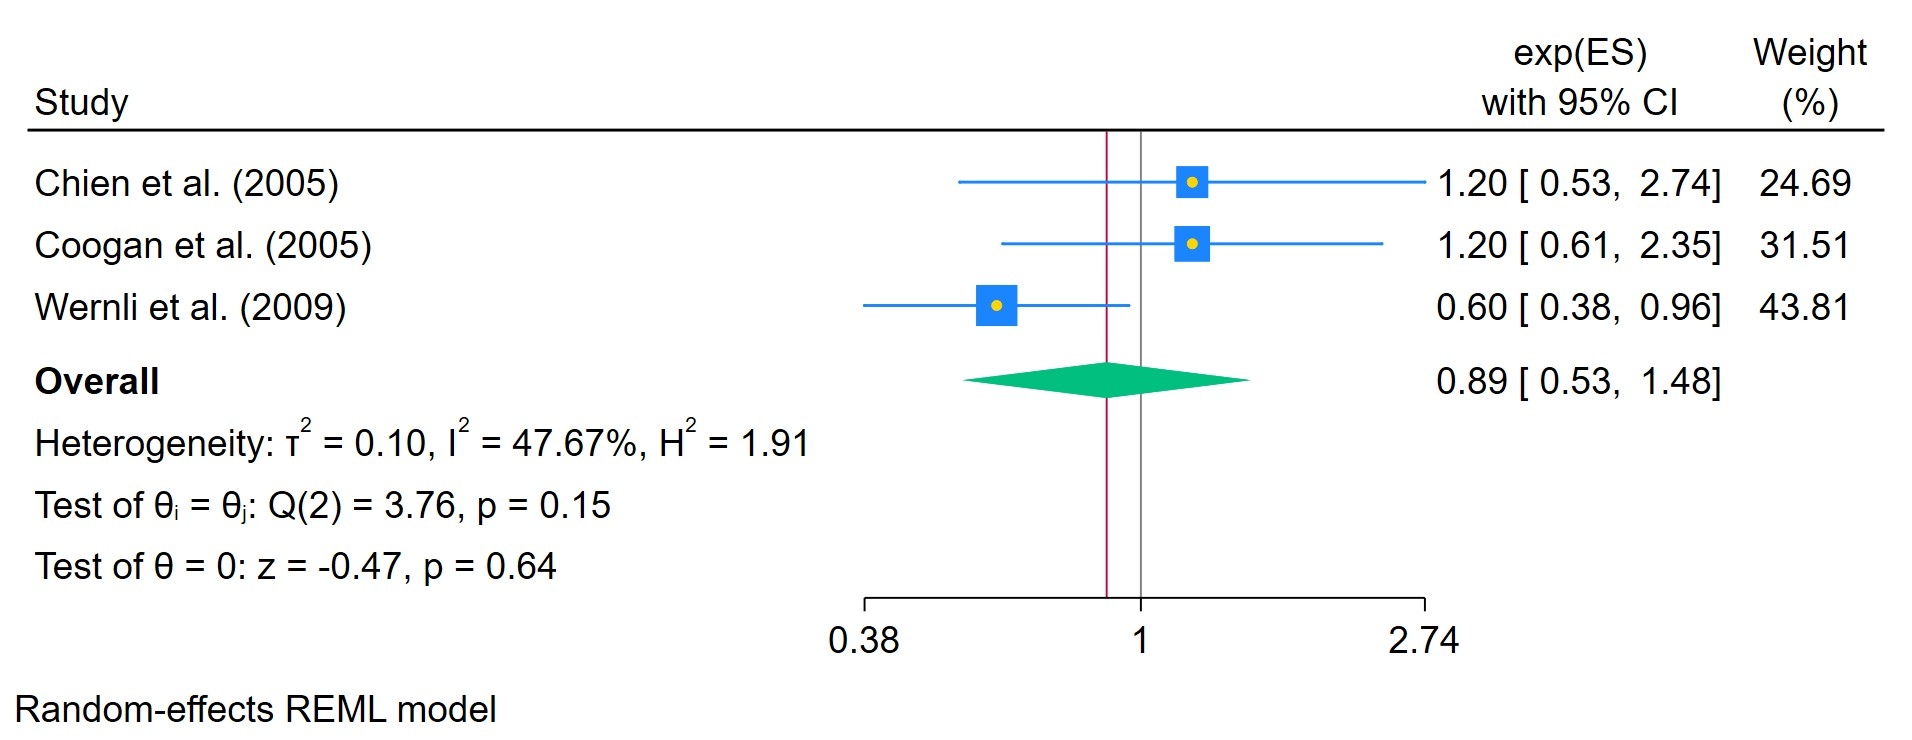 exp(ES) Weight
Study with 95% CI (%)
Chien et al. (2005) 1.20 [ 0.53, 2.74] 24.69
Coogan et al. (2005) 1.20 [ 0.61, 2.35] 31.51
Wernli et al. (2009) 0.60 [ 0.38, 0.96] 43.81
Overall 0.89 [ 0.53, 1.48]
Heterogeneity: τ² = 0.10, I² = 47.67%, H² = 1.91
Test of θᵢ = θⱼ: Q(2) = 3.76, p = 0.15
Test of θ = 0: z = -0.47, p = 0.64
0.38 1 2.74
Random-effects REML model